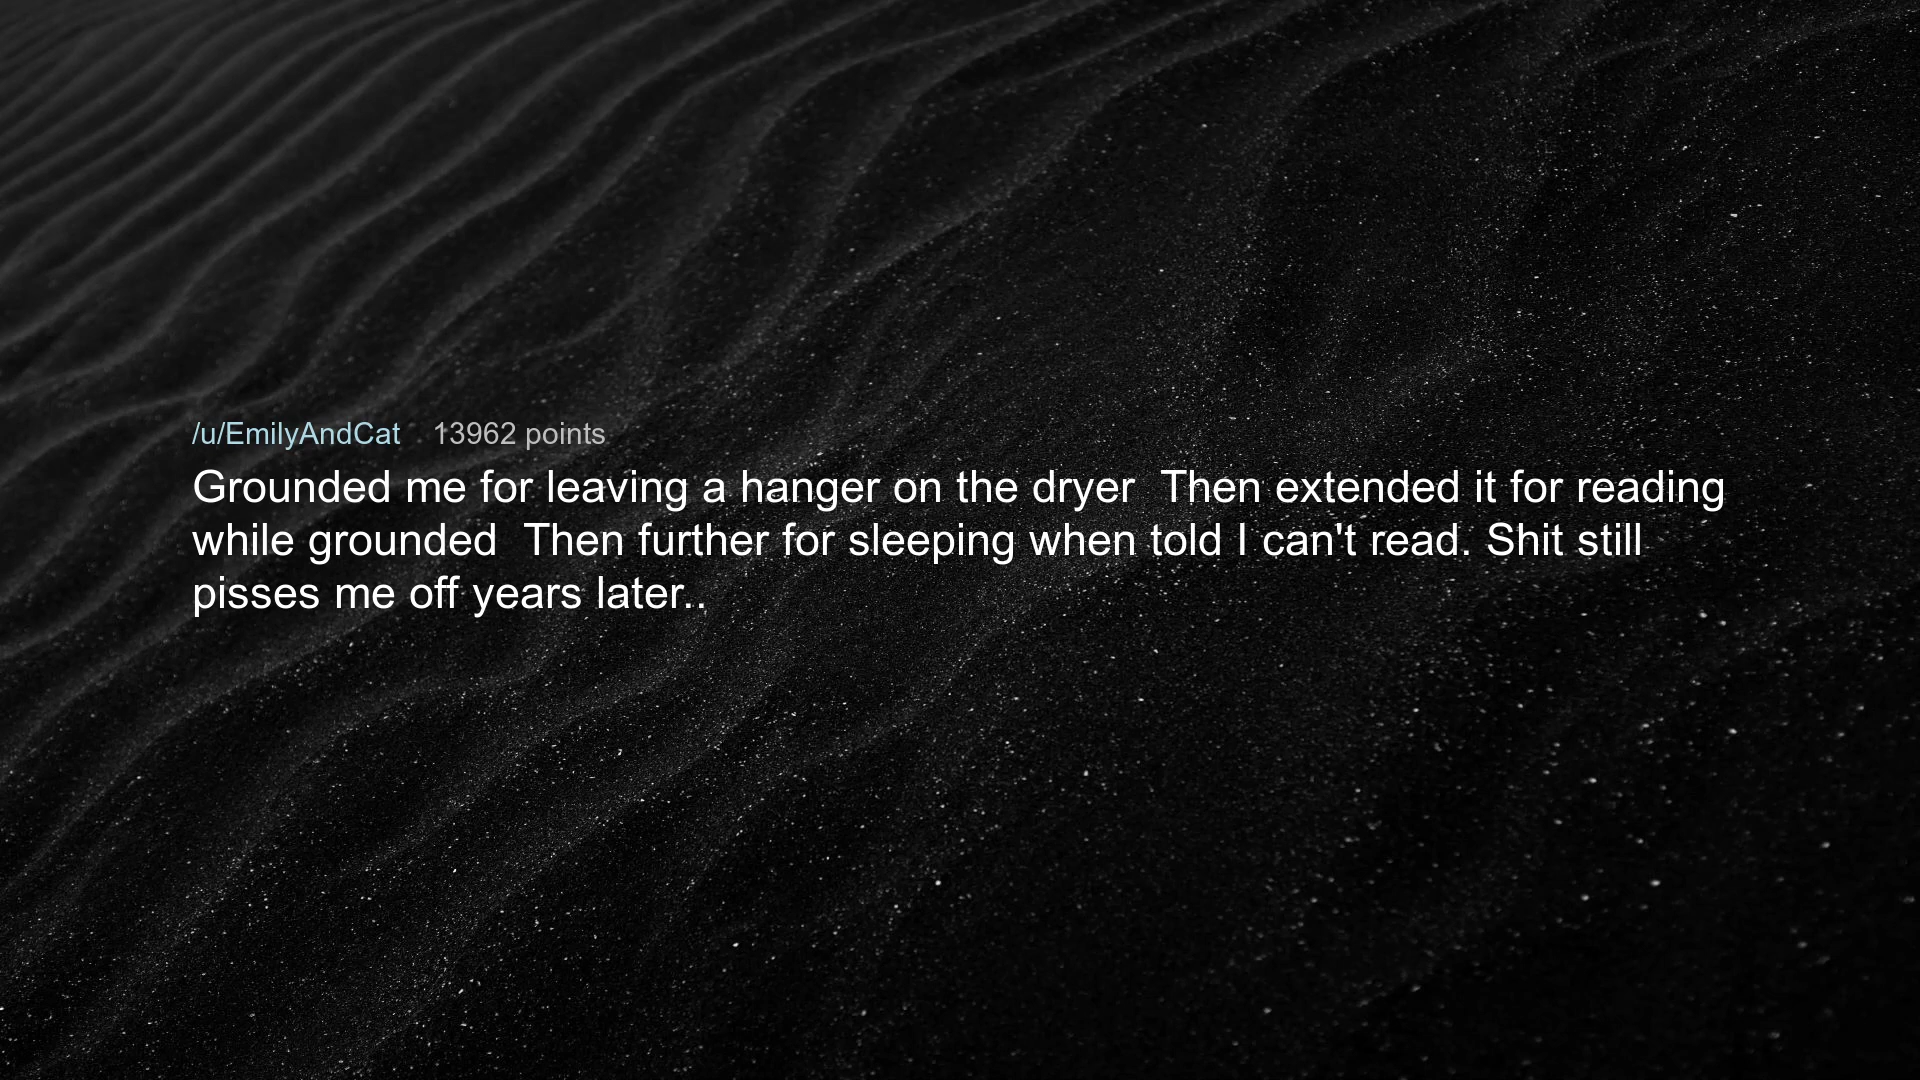 /u/EmilyAndCat 13962 points
Grounded me for leaving a hanger on the dryer  Then extended it for reading
while grounded  Then further for sleeping when told I can't read. Shit still
pisses me off years later..